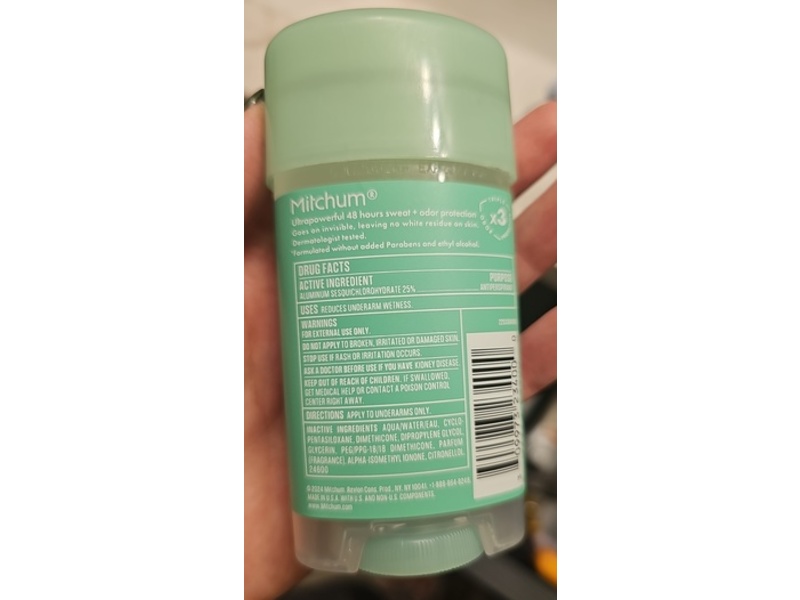 Mitchum®
Ultrapowerful 48 hours sweat + odor protection*
Goes on invisible, leaving no white residue on skin.
Dermatologist tested.
*Formulated without added Parabens and ethyl alcohol.
x3
DRUG FACTS
ACTIVE INGREDIENT PURPOSE
ALUMINUM SESQUICHLOROHYDRATE 25% ANTIPERSPIRANT
USES REDUCES UNDERARM WETNESS.
WARNINGS
FOR EXTERNAL USE ONLY.
DO NOT APPLY TO BROKEN, IRRITATED OR DAMAGED SKIN.
STOP USE IF RASH OR IRRITATION OCCURS.
ASK A DOCTOR BEFORE USE IF YOU HAVE KIDNEY DISEASE.
KEEP OUT OF REACH OF CHILDREN. IF SWALLOWED,
GET MEDICAL HELP OR CONTACT A POISON CONTROL
CENTER RIGHT AWAY.
DIRECTIONS APPLY TO UNDERARMS ONLY.
INACTIVE INGREDIENTS AQUA/WATER/EAU, CYCLO-
PENTASILOXANE, DIMETHICONE, DIPROPYLENE GLYCOL,
GLYCERIN, PEG/PPG-18/18 DIMETHICONE, PARFUM
(FRAGRANCE), ALPHA-ISOMETHYL IONONE, CITRONELLOL.
24600
© 2024 Mitchum. Revlon Cons. Prod., NY, NY 10041.
MADE IN U.S.A. WITH U.S. AND NON-U.S. COMPONENTS.
www.Mitchum.com